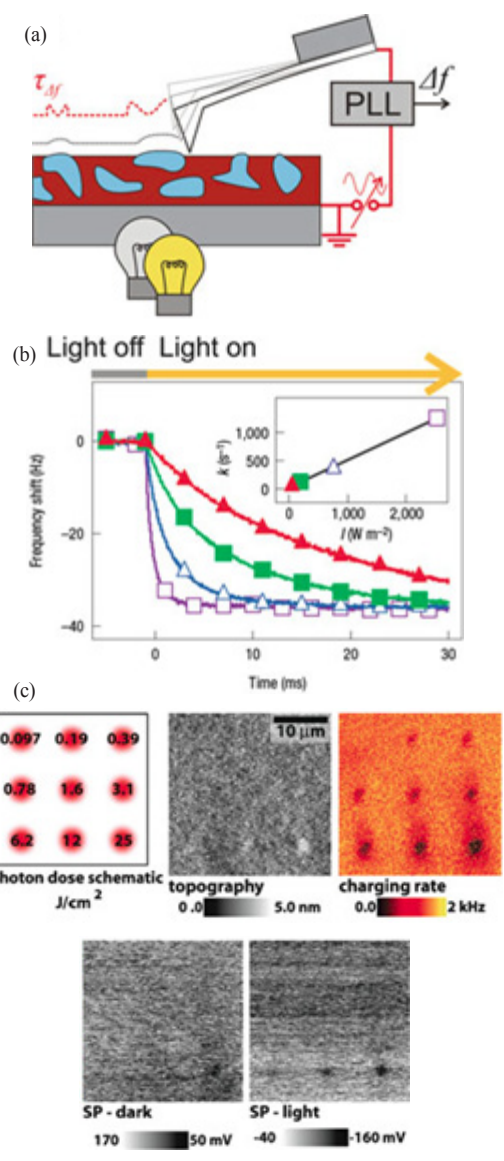 (a)
τΔf
PLL
Δf
(b)
Light off Light on
Frequency shift (Hz)
0
−20
−40
0
10
20
30
Time (ms)
k (s⁻¹)
1,000
500
0
0
1,000
2,000
I (W m⁻²)
(c)
0.097 0.19 0.39
0.78 1.6 3.1
6.2 12 25
hoton dose schematic
J/cm²
10 μm
topography
0.0 5.0 nm
charging rate
0.0 2 kHz
SP - dark
170 50 mV
SP - light
-40 -160 mV